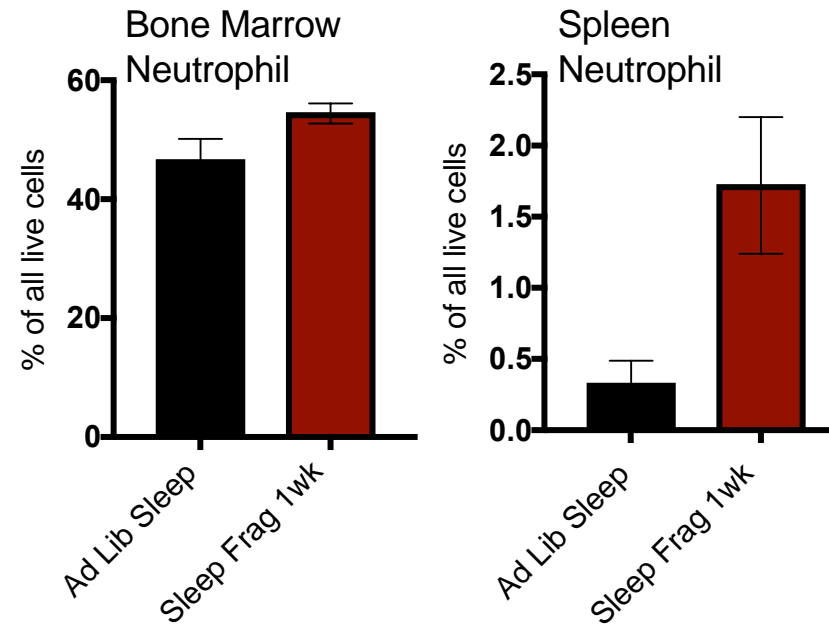 Bone Marrow
Neutrophil
% of all live cells
60
40
20
0
Ad Lib Sleep
Sleep Frag 1wk
Spleen
Neutrophil
% of all live cells
2.5
2.0
1.5
1.0
0.5
0.0
Ad Lib Sleep
Sleep Frag 1wk